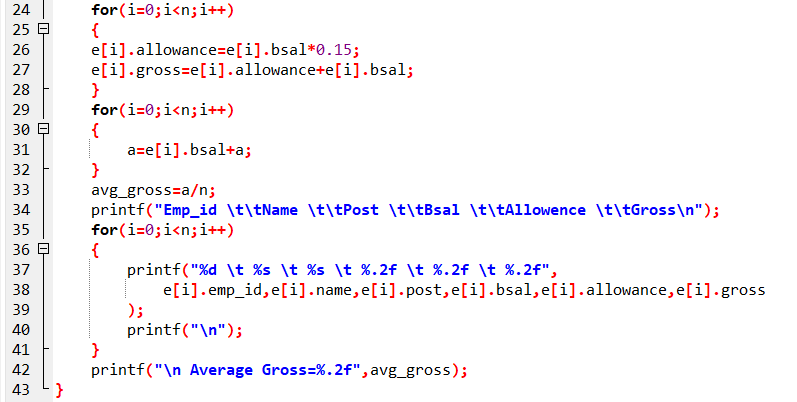 24 for(i=0;i<n;i++)
25 {
26 e[i].allowance=e[i].bsal*0.15;
27 e[i].gross=e[i].allowance+e[i].bsal;
28 }
29 for(i=0;i<n;i++)
30 {
31 a=e[i].bsal+a;
32 }
33 avg_gross=a/n;
34 printf("Emp_id \t\tName \t\tPost \t\tBsal \t\tAllowence \t\tGross\n");
35 for(i=0;i<n;i++)
36 {
37 printf("%d \t %s \t %s \t %.2f \t %.2f \t %.2f",
38 e[i].emp_id,e[i].name,e[i].post,e[i].bsal,e[i].allowance,e[i].gross
39 );
40 printf("\n");
41 }
42 printf("\n Average Gross=%.2f",avg_gross);
43 }